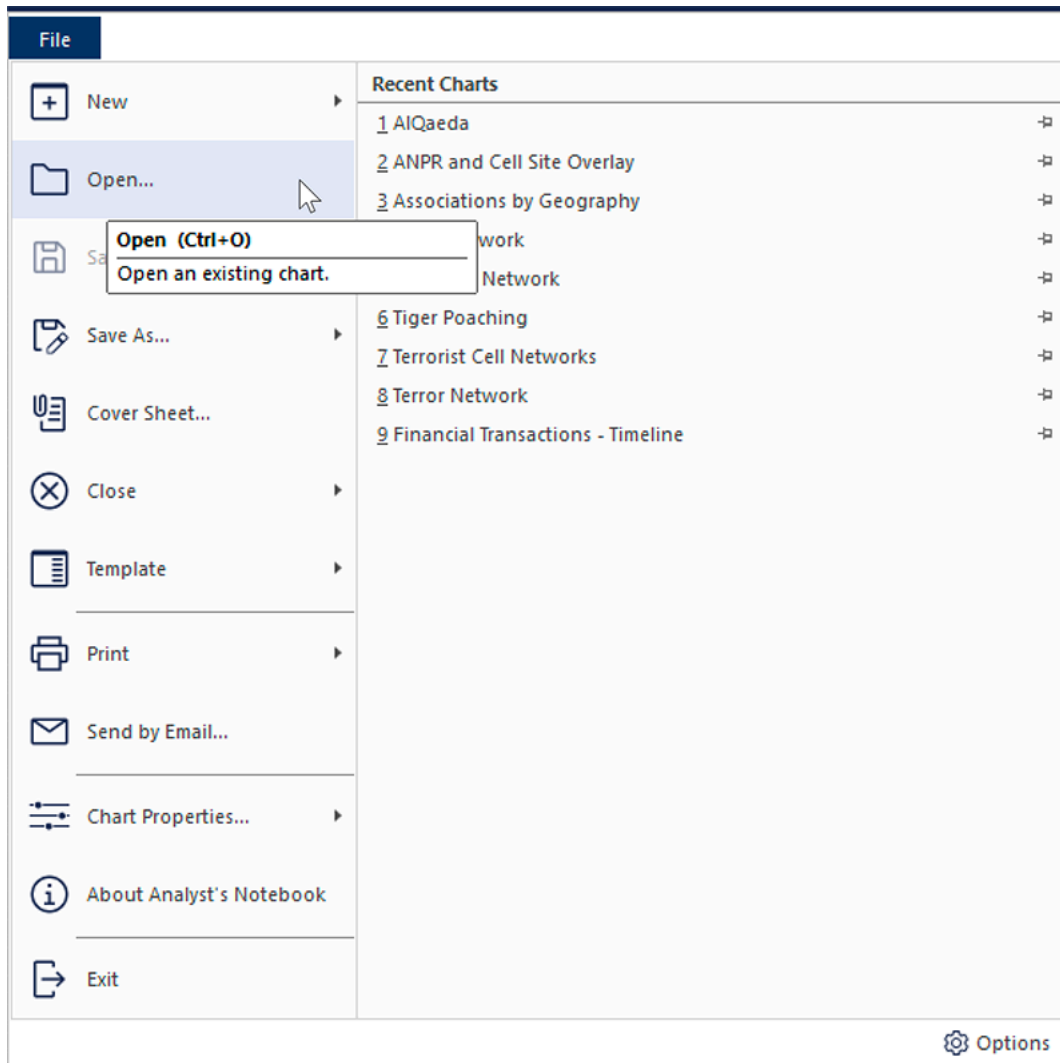 File
New
Open...
Open (Ctrl+O)
Open an existing chart.
Sa
Save As...
Cover Sheet...
Close
Template
Print
Send by Email...
Chart Properties...
About Analyst's Notebook
Exit
Recent Charts
1 AlQaeda
2 ANPR and Cell Site Overlay
3 Associations by Geography
work
Network
6 Tiger Poaching
7 Terrorist Cell Networks
8 Terror Network
9 Financial Transactions - Timeline
Options